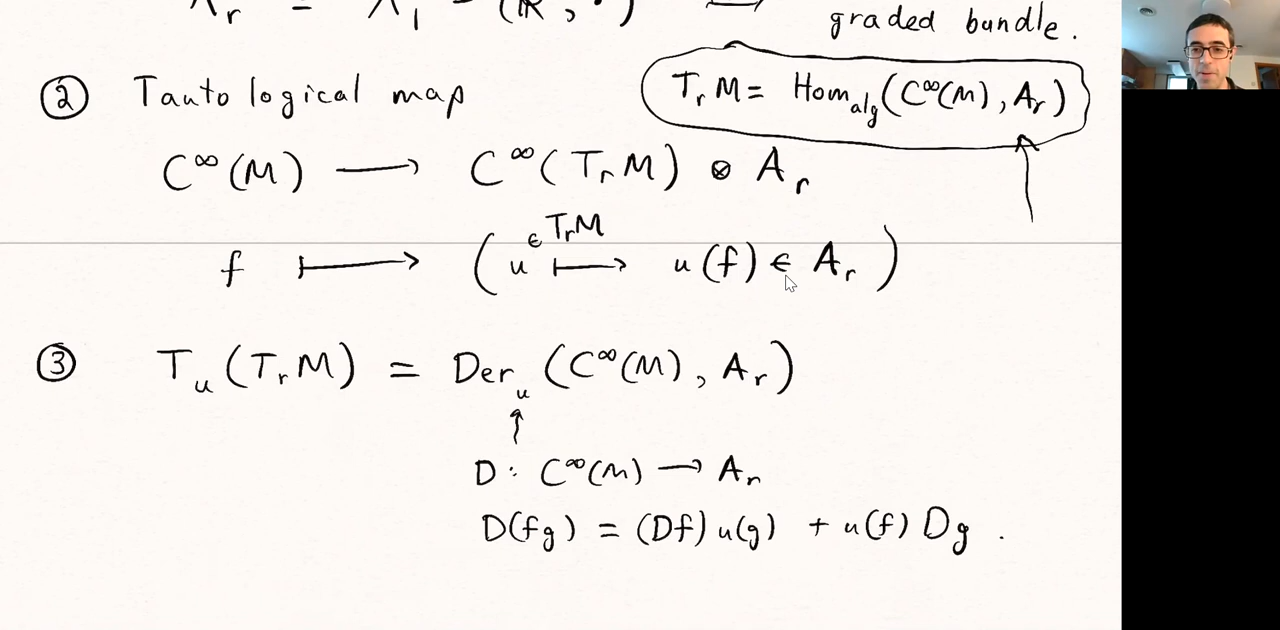 graded bundle.
② Tautological map
T_r M = Hom_alg (C^∞(M), A_r)
C^∞(M) ⟶ C^∞(T_r M) ⊗ A_r
f ⟼ (u ∈ T_r M ⟼ u(f) ∈ A_r)
③ T_u(T_r M) = Der_u (C^∞(M), A_r)
↑
D : C^∞(M) → A_r
D(fg) = (Df) u(g) + u(f) Dg .